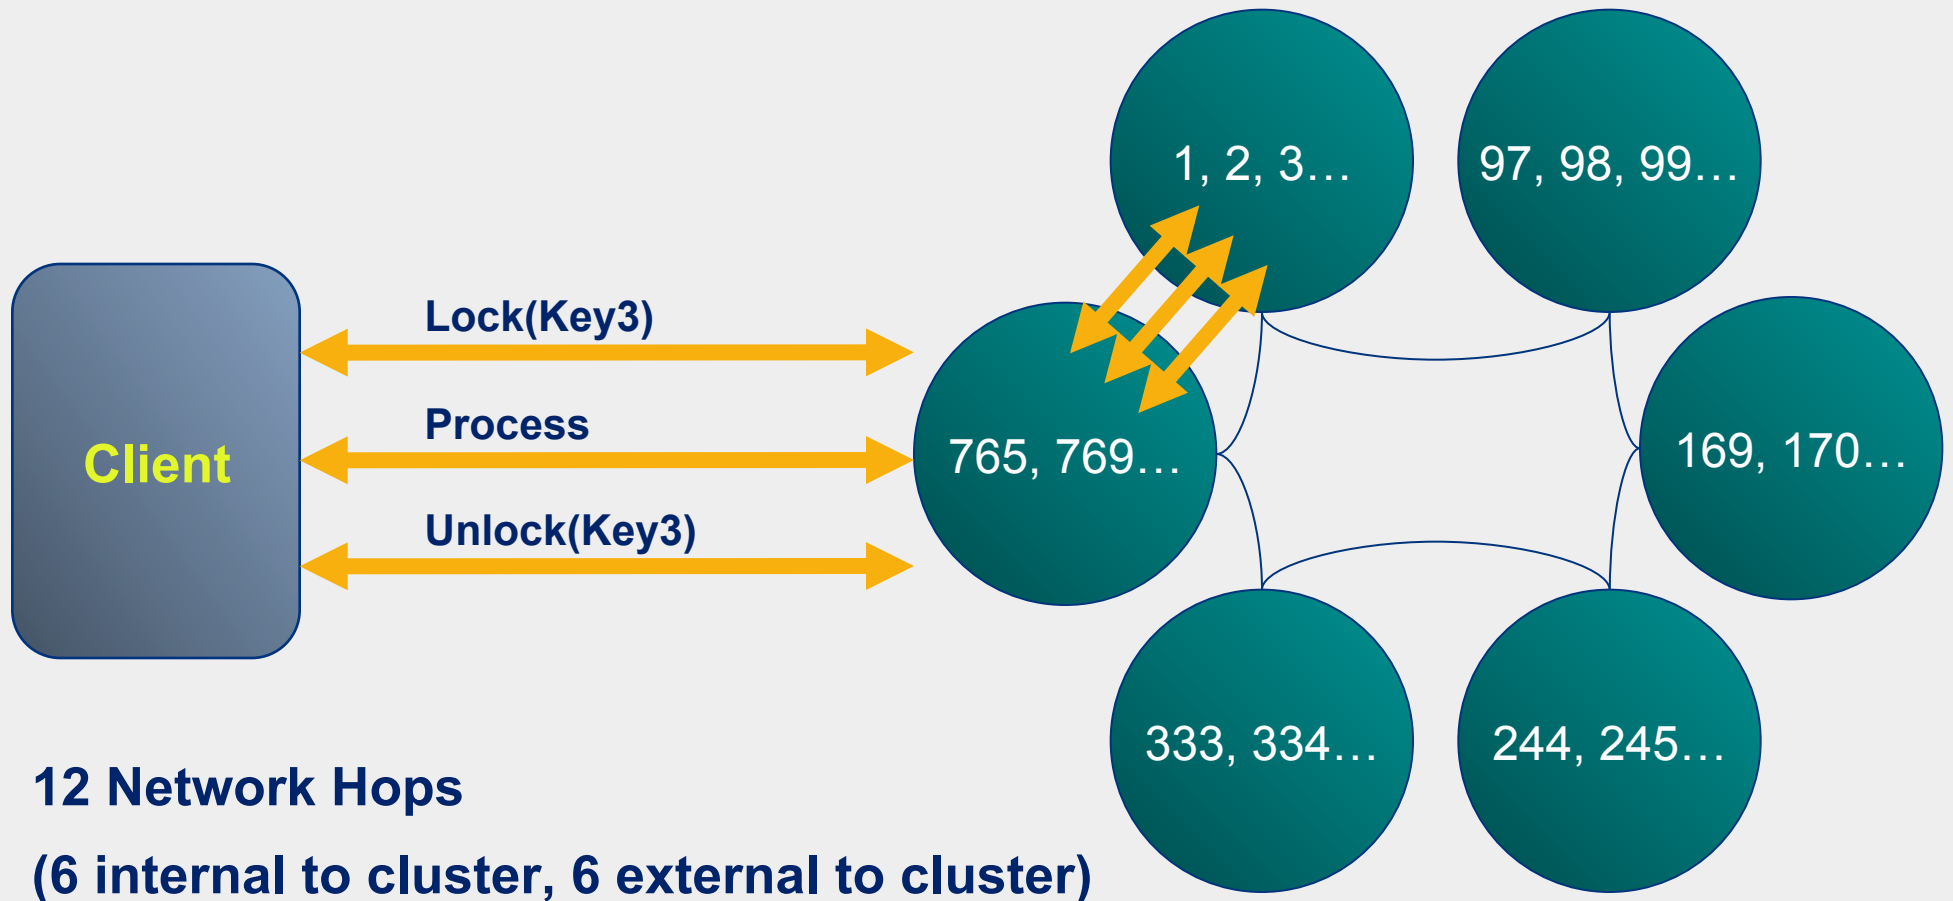 1, 2, 3…
97, 98, 99…
Lock(Key3)
Process
Client
765, 769…
169, 170…
Unlock(Key3)
333, 334…
244, 245…
12 Network Hops
(6 internal to cluster, 6 external to cluster)